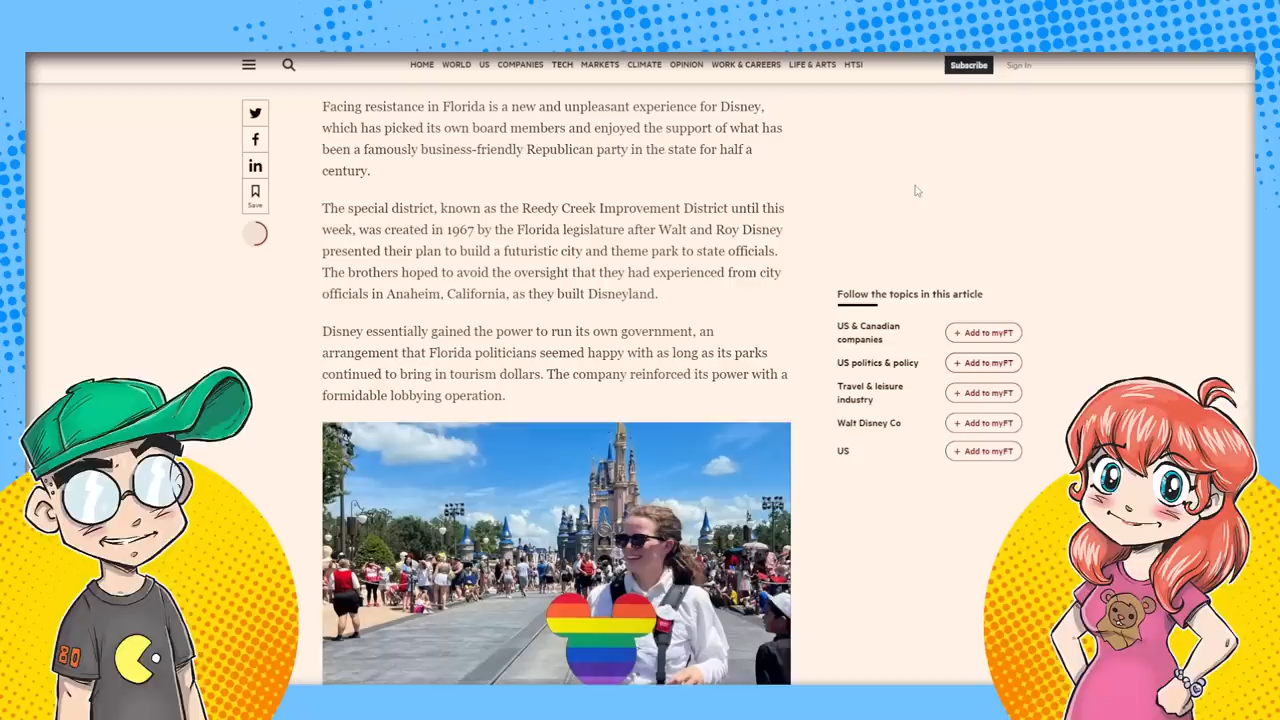 HOME WORLD US COMPANIES TECH MARKETS CLIMATE OPINION WORK & CAREERS LIFE & ARTS HTSI
Subscribe Sign In
Facing resistance in Florida is a new and unpleasant experience for Disney,
which has picked its own board members and enjoyed the support of what has
been a famously business-friendly Republican party in the state for half a
century.
Save
The special district, known as the Reedy Creek Improvement District until this
week, was created in 1967 by the Florida legislature after Walt and Roy Disney
presented their plan to build a futuristic city and theme park to state officials.
The brothers hoped to avoid the oversight that they had experienced from city
officials in Anaheim, California, as they built Disneyland.
Disney essentially gained the power to run its own government, an
arrangement that Florida politicians seemed happy with as long as its parks
continued to bring in tourism dollars. The company reinforced its power with a
formidable lobbying operation.
Follow the topics in this article
US & Canadian
companies
+ Add to myFT
US politics & policy
+ Add to myFT
Travel & leisure
industry
+ Add to myFT
Walt Disney Co
+ Add to myFT
US
+ Add to myFT
80